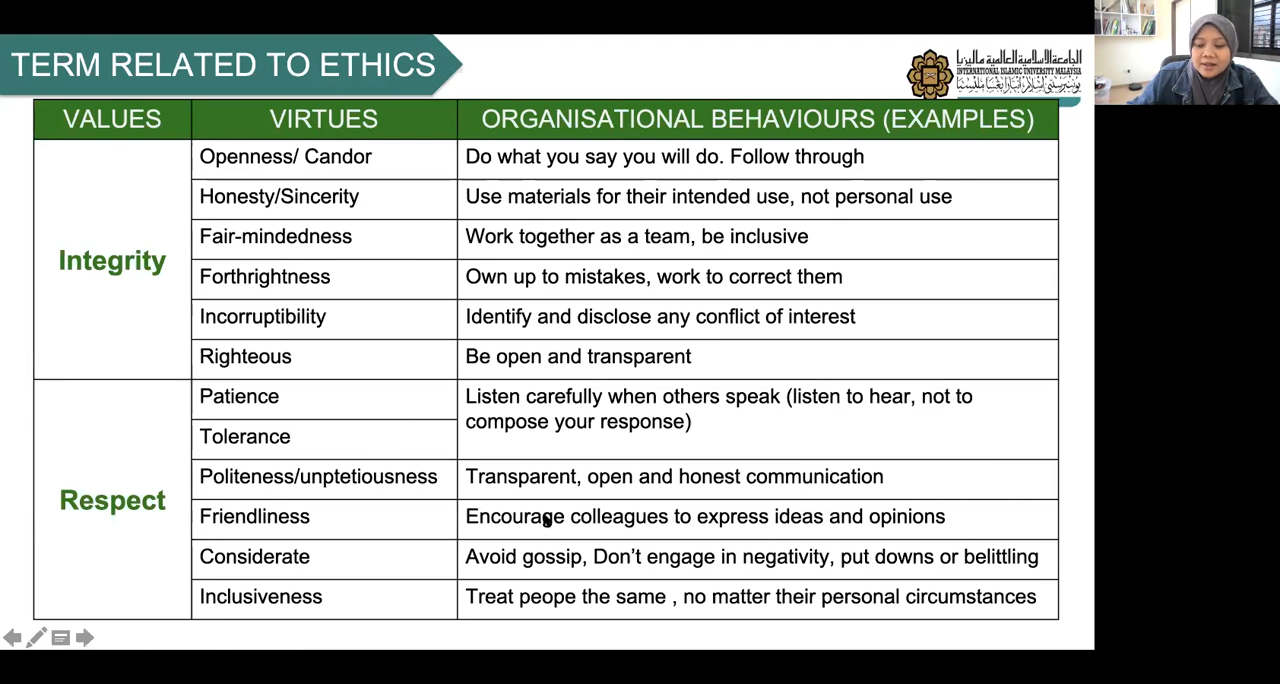 TERM RELATED TO ETHICS
الجامعة الإسلامية العالمية ماليزيا
INTERNATIONAL ISLAMIC UNIVERSITY MALAYSIA
VALUES VIRTUES ORGANISATIONAL BEHAVIOURS (EXAMPLES)
Integrity
Openness/ Candor Do what you say you will do. Follow through
Honesty/Sincerity Use materials for their intended use, not personal use
Fair-mindedness Work together as a team, be inclusive
Forthrightness Own up to mistakes, work to correct them
Incorruptibility Identify and disclose any conflict of interest
Righteous Be open and transparent
Respect
Patience Listen carefully when others speak (listen to hear, not to
compose your response)
Tolerance
Politeness/unptetiousness Transparent, open and honest communication
Friendliness Encourage colleagues to express ideas and opinions
Considerate Avoid gossip, Don’t engage in negativity, put downs or belittling
Inclusiveness Treat peope the same , no matter their personal circumstances